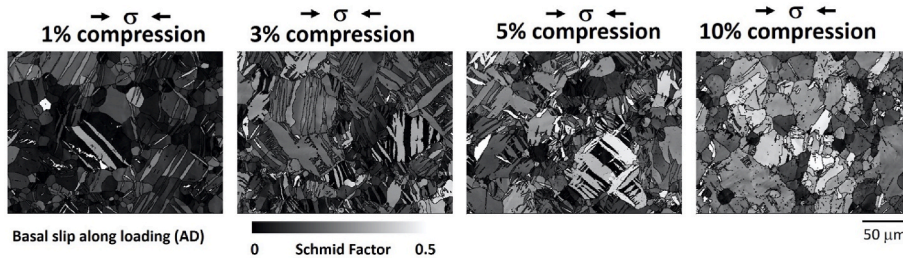 → σ ←
1% compression
→ σ ←
3% compression
→ σ ←
5% compression
→ σ ←
10% compression
Basal slip along loading (AD)
0 Schmid Factor 0.5
50 μm